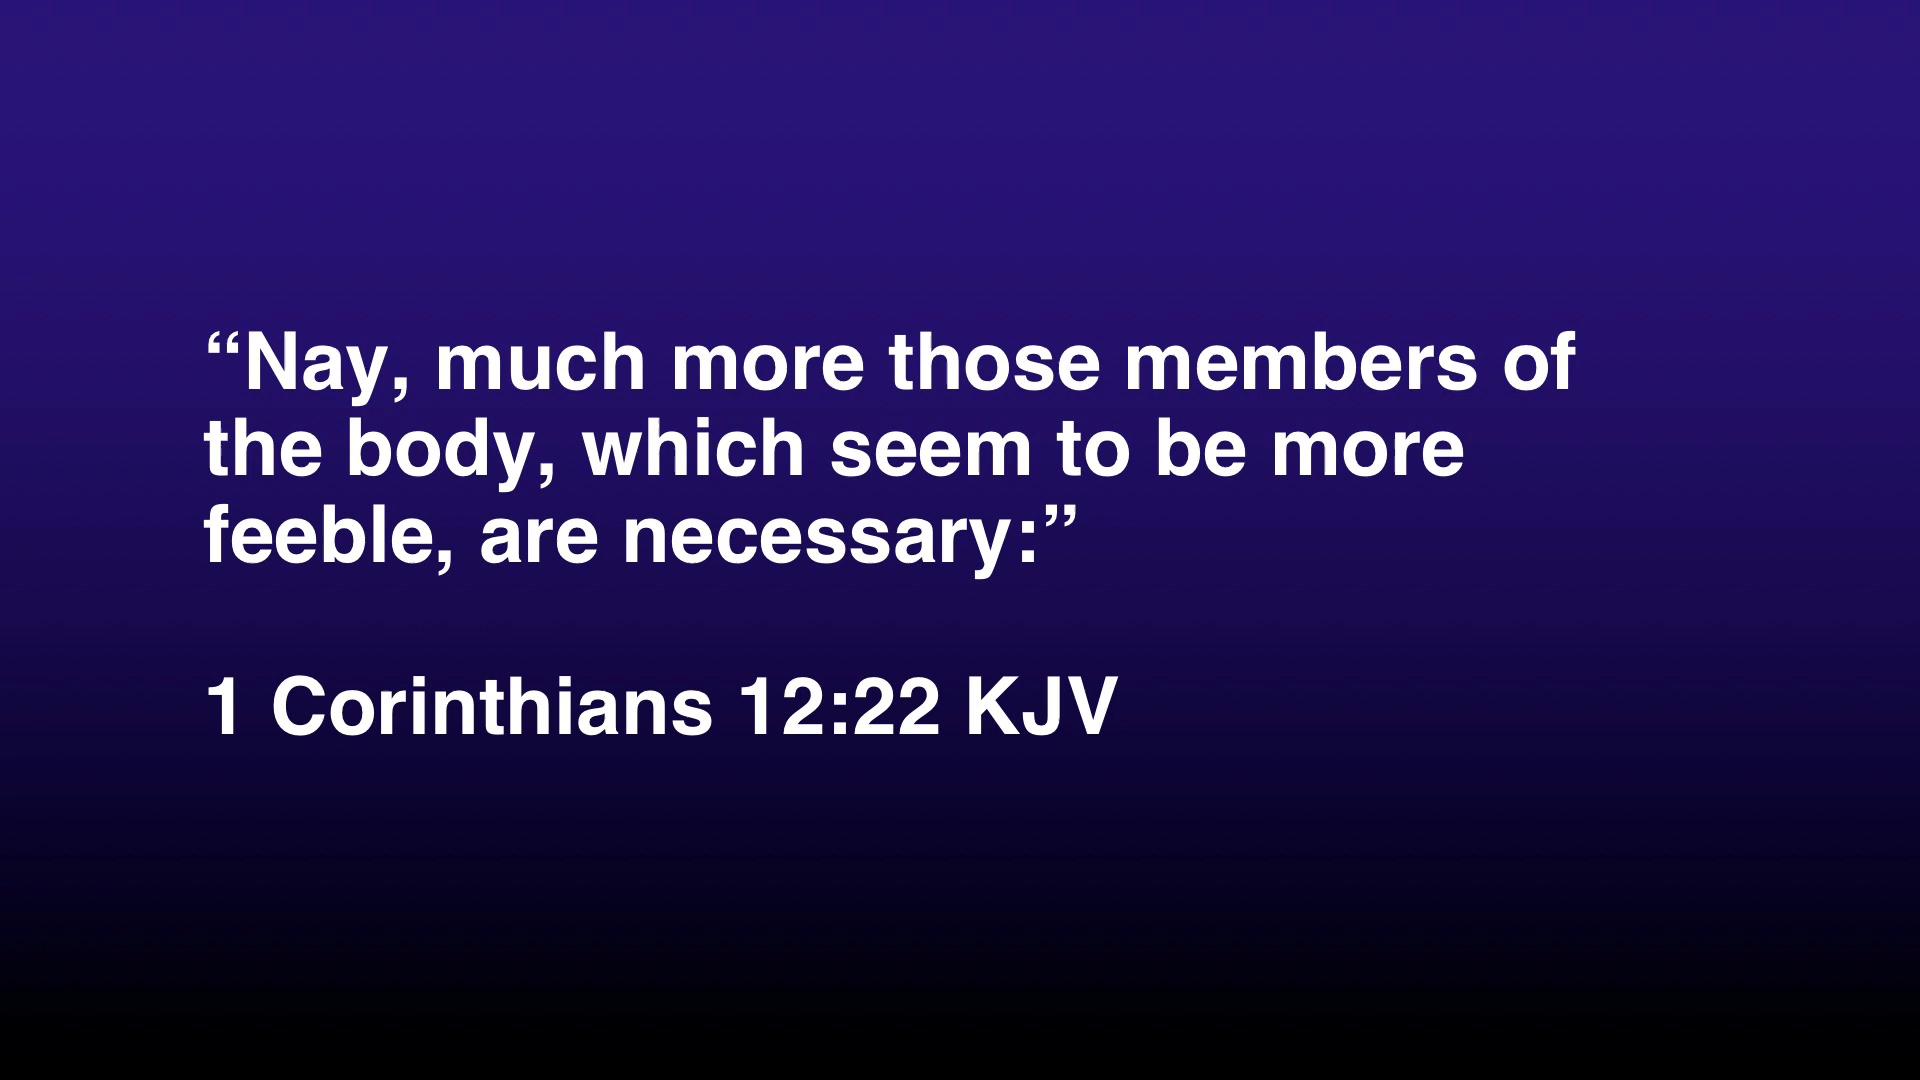 “Nay, much more those members of
the body, which seem to be more
feeble, are necessary:”
1 Corinthians 12:22 KJV